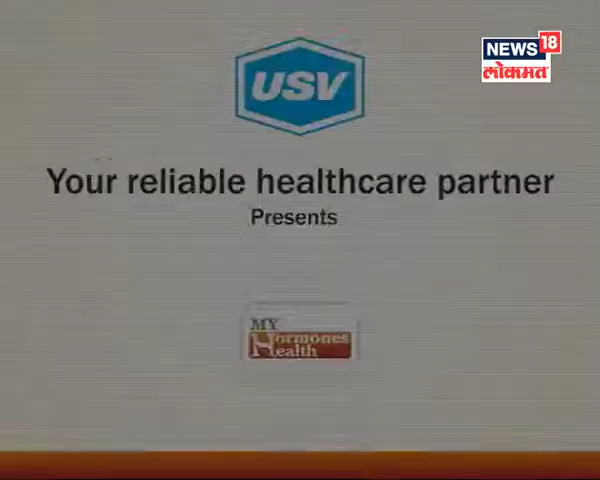 NEWS 18
लोकमत
USV
Your reliable healthcare partner
Presents
MY
Hormones
Health